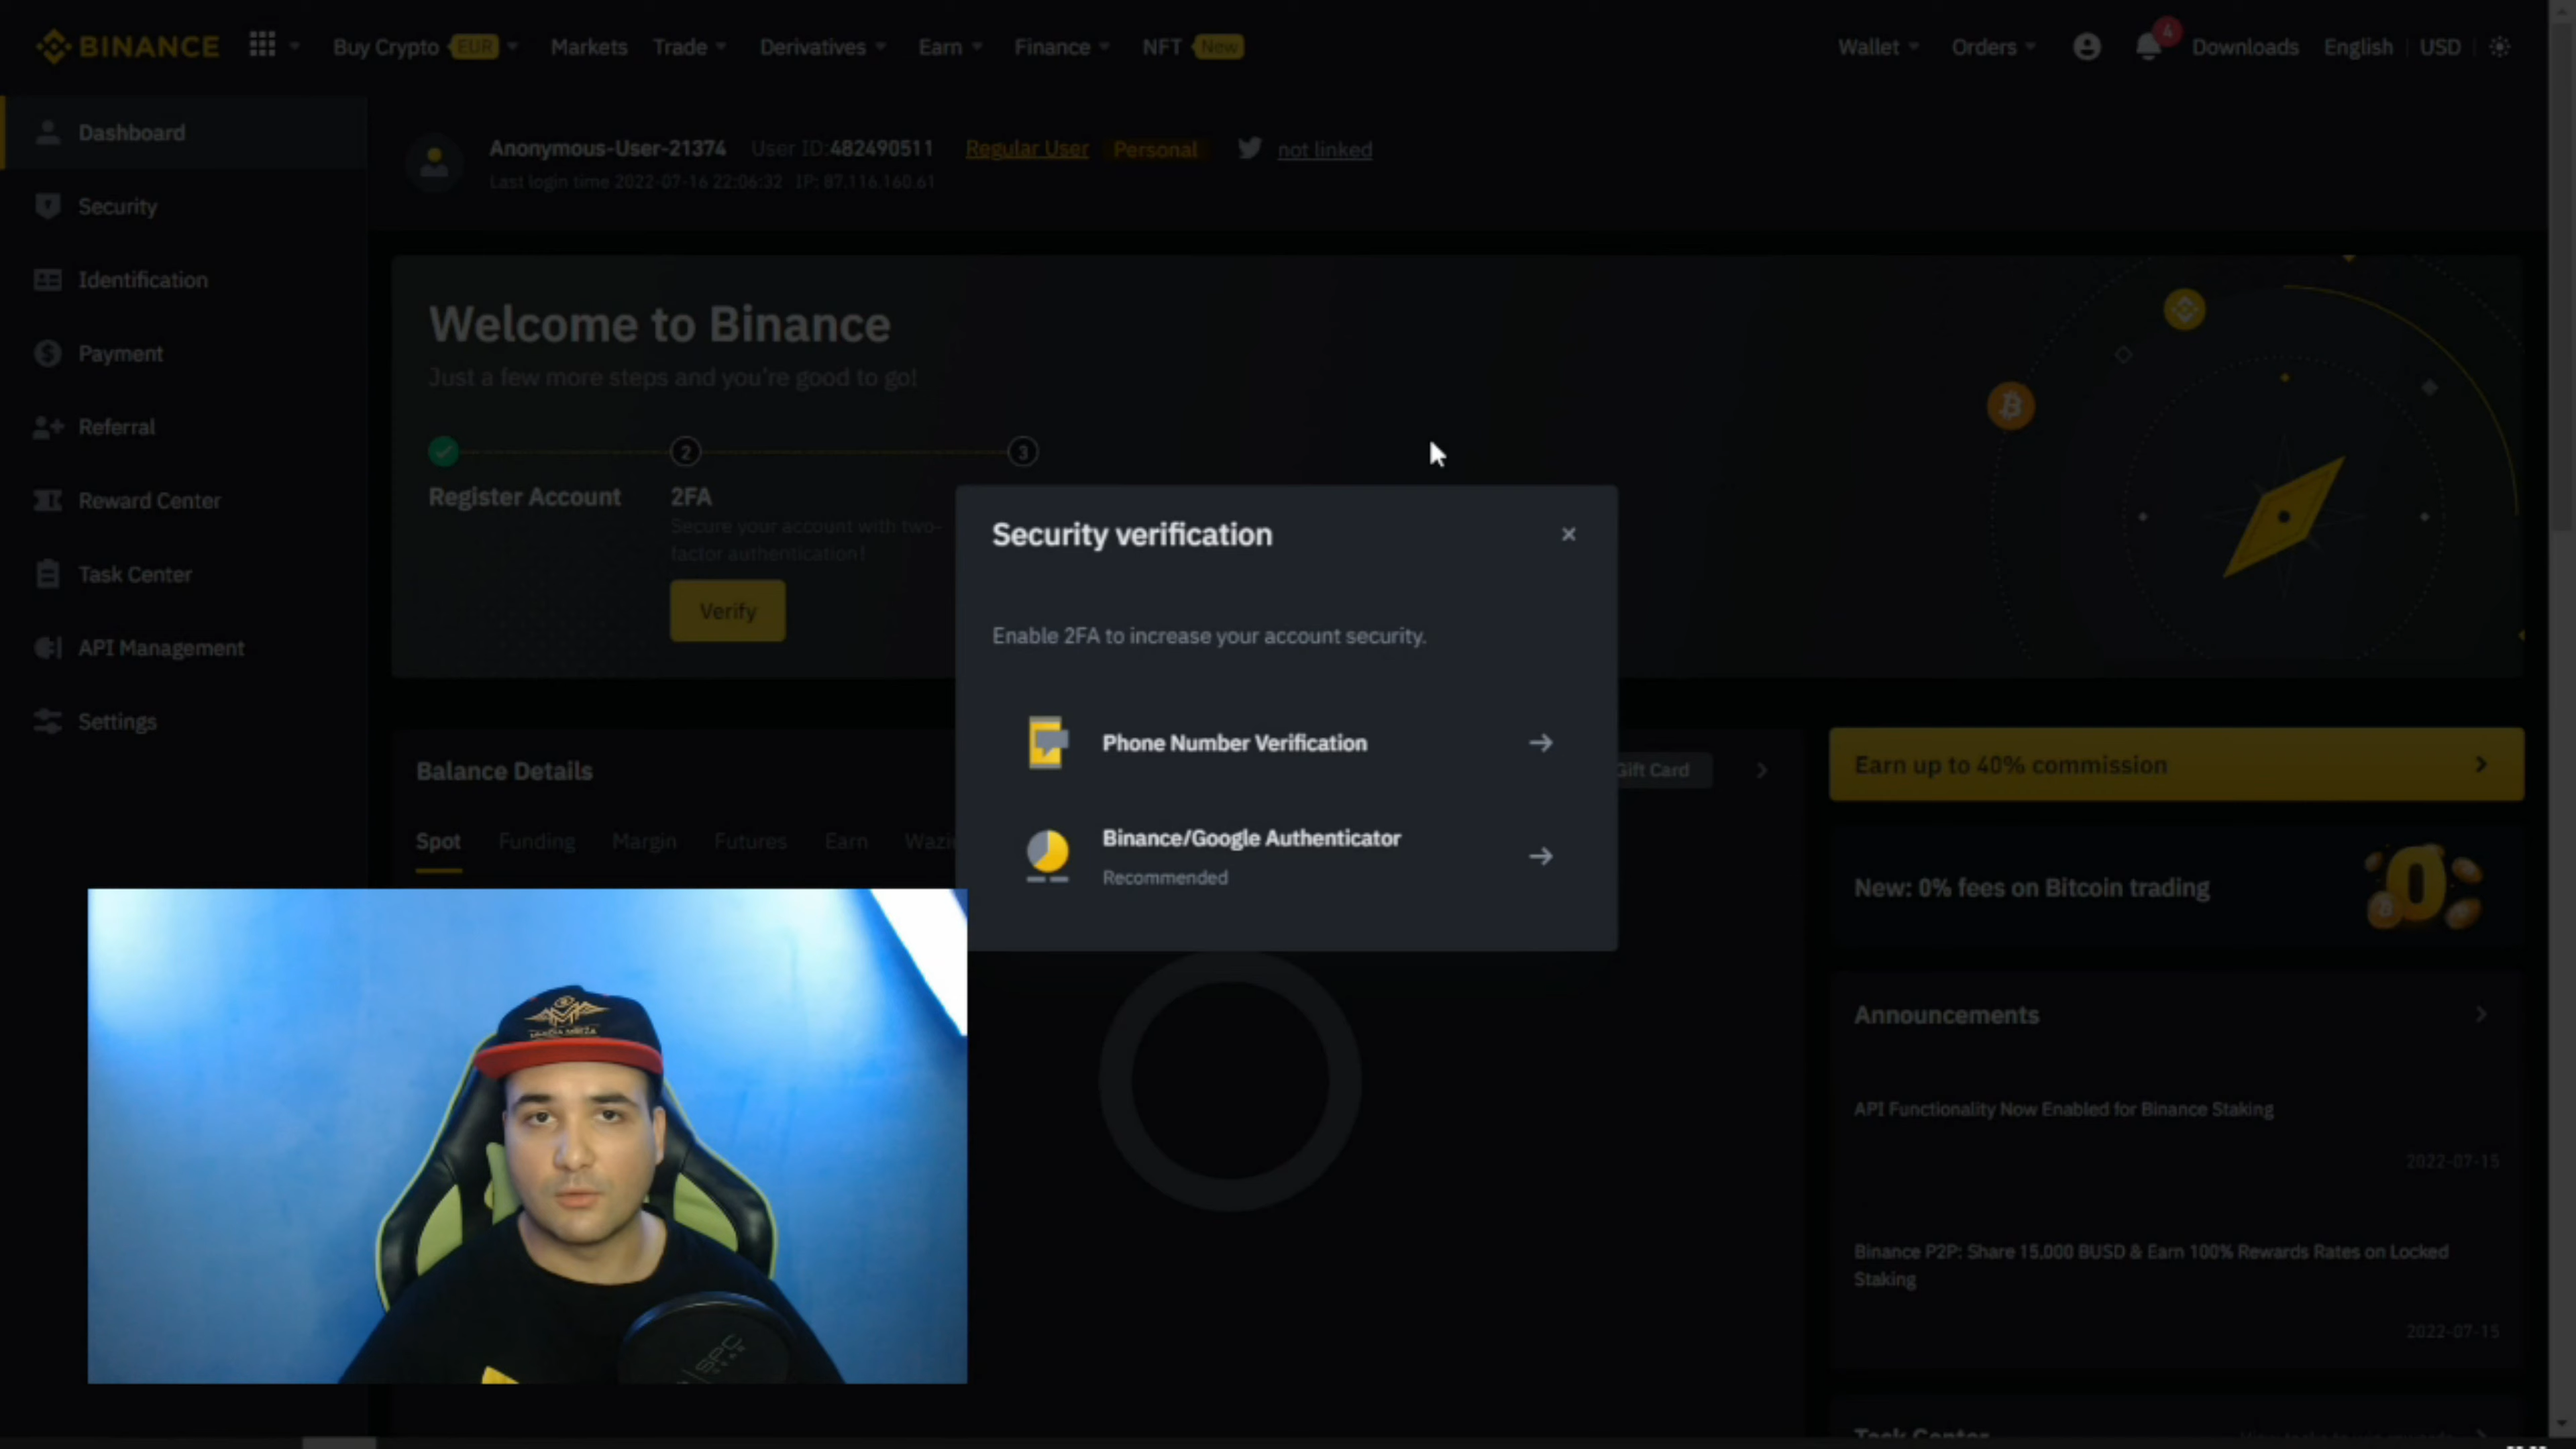 BINANCE
Buy Crypto EUR
Markets
Trade
Derivatives
Earn
Finance
NFT New
Wallet
Orders
4
Downloads
English
USD
Dashboard
Security
Identification
Payment
Referral
Reward Center
Task Center
API Management
Settings
Anonymous-User-21374 User ID:482490511 Regular User Personal not linked
Last login time 2022-07-16 22:06:32 IP: 87.116.160.61
Welcome to Binance
Just a few more steps and you're good to go!
2
3
Register Account
2FA
Secure your account with two-
factor authentication!
Verify
Security verification
×
Enable 2FA to increase your account security.
Phone Number Verification
Binance/Google Authenticator
Recommended
Balance Details
Gift Card
Spot
Funding
Margin
Futures
Earn
Earn up to 40% commission
New: 0% fees on Bitcoin trading
0
Announcements
API Functionality Now Enabled for Binance Staking
2022-07-15
Binance P2P: Share 15,000 BUSD & Earn 100% Rewards Rates on Locked
Staking
2022-07-15
Task Center
SPC
GEAR